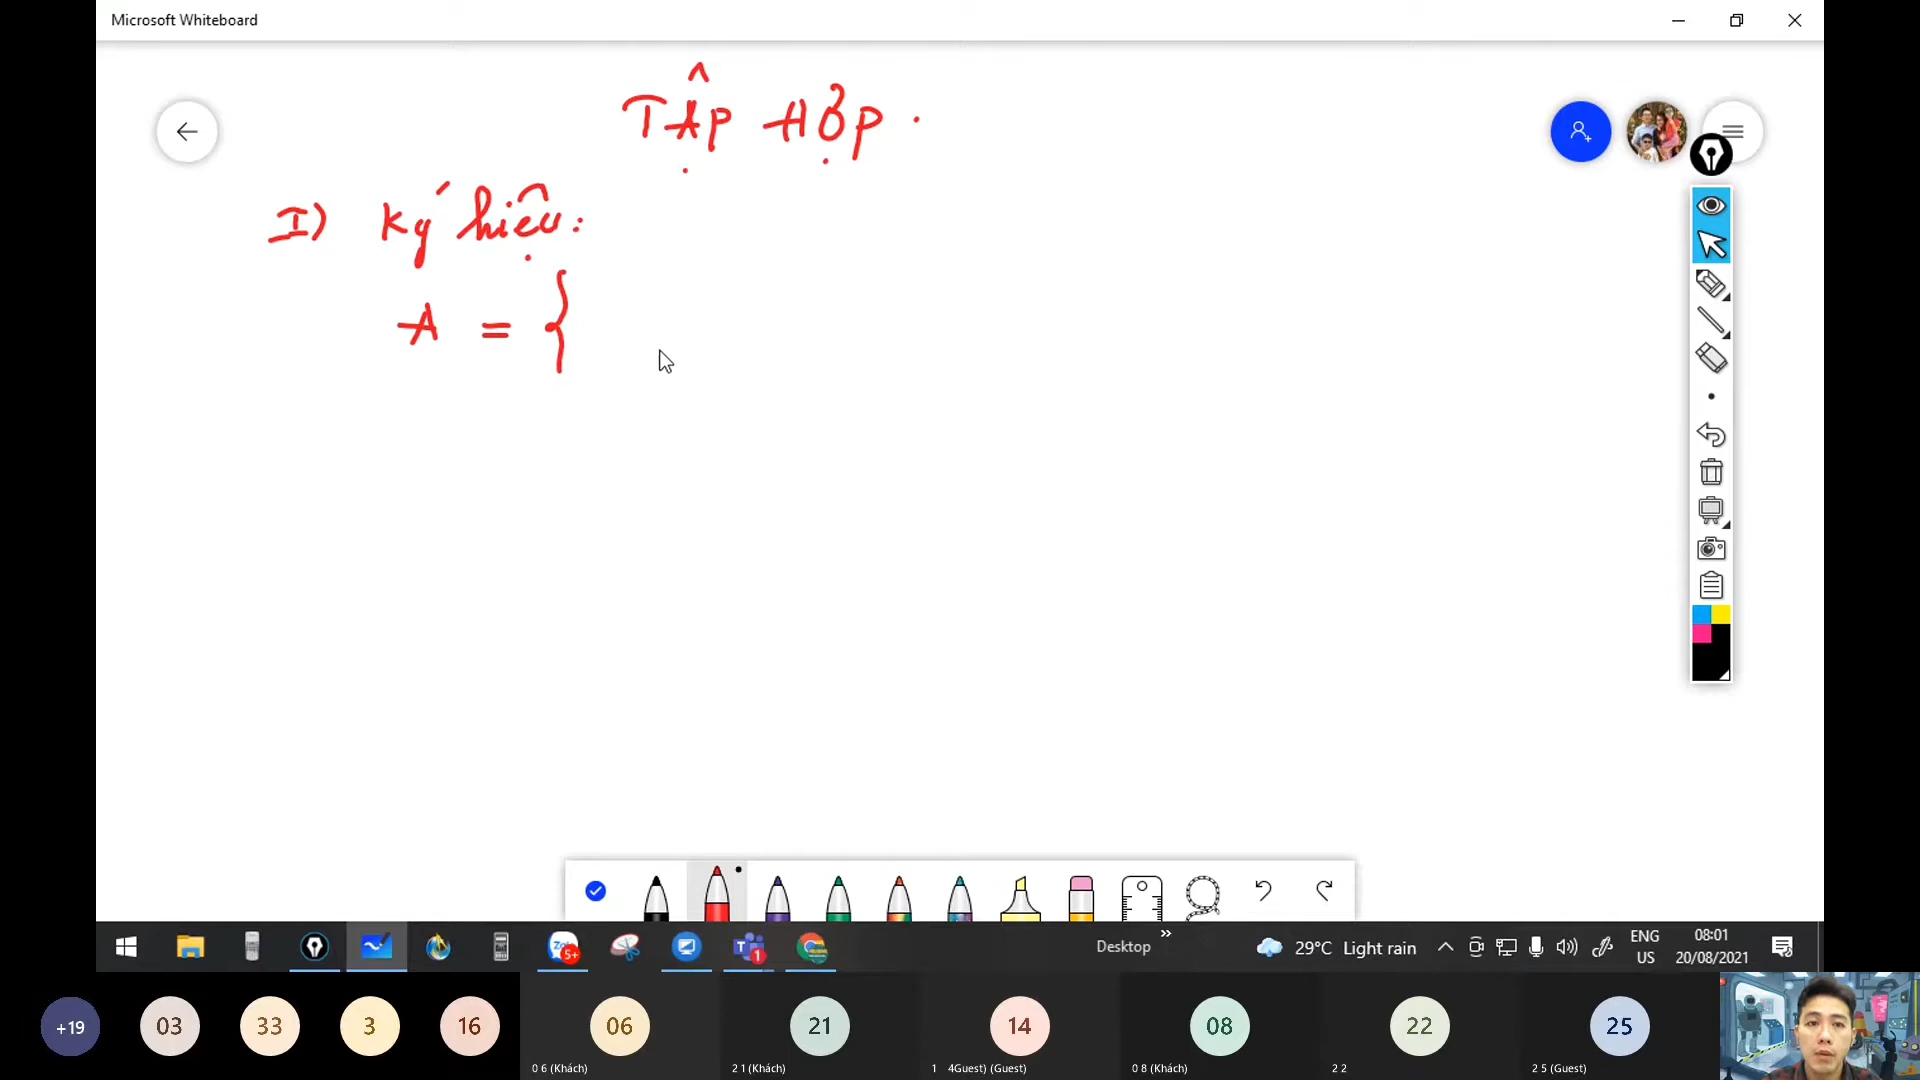 Microsoft Whiteboard
TẬP HỢP.
I) Ký hiệu:
A = {
Desktop
29°C Light rain
ENG
US
08:01
20/08/2021
5+
1
+19
03
33
3
16
06
21
14
08
22
25
0 6 (Khách)
2 1 (Khách)
1 4Guest) (Guest)
0 8 (Khách)
2 2
2 5 (Guest)